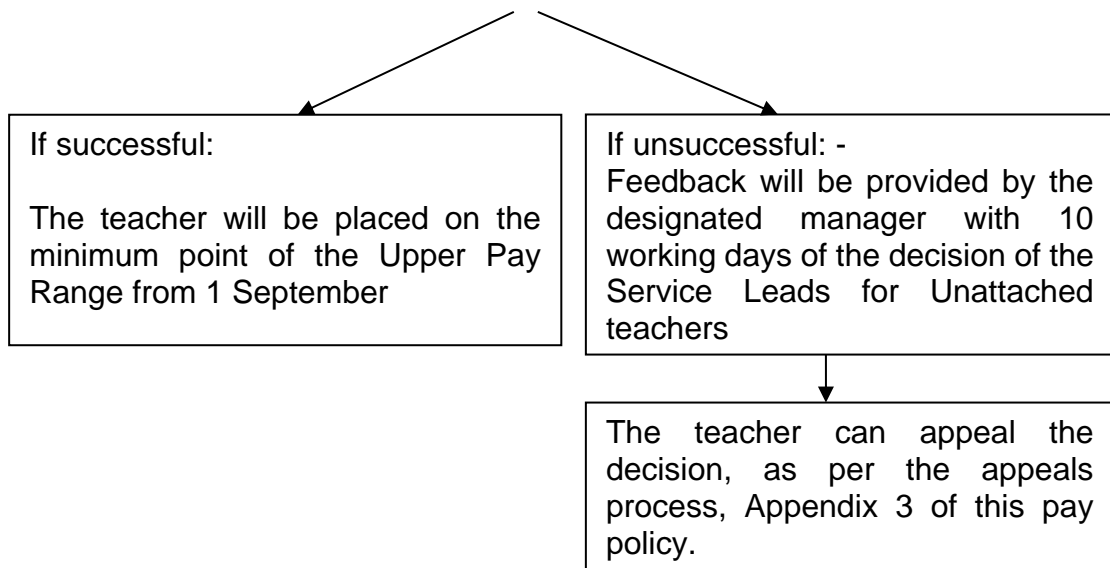 If successful:
The teacher will be placed on the
minimum point of the Upper Pay
Range from 1 September
If unsuccessful: -
Feedback will be provided by the
designated manager with 10
working days of the decision of the
Service Leads for Unattached
teachers
The teacher can appeal the
decision, as per the appeals
process, Appendix 3 of this pay
policy.